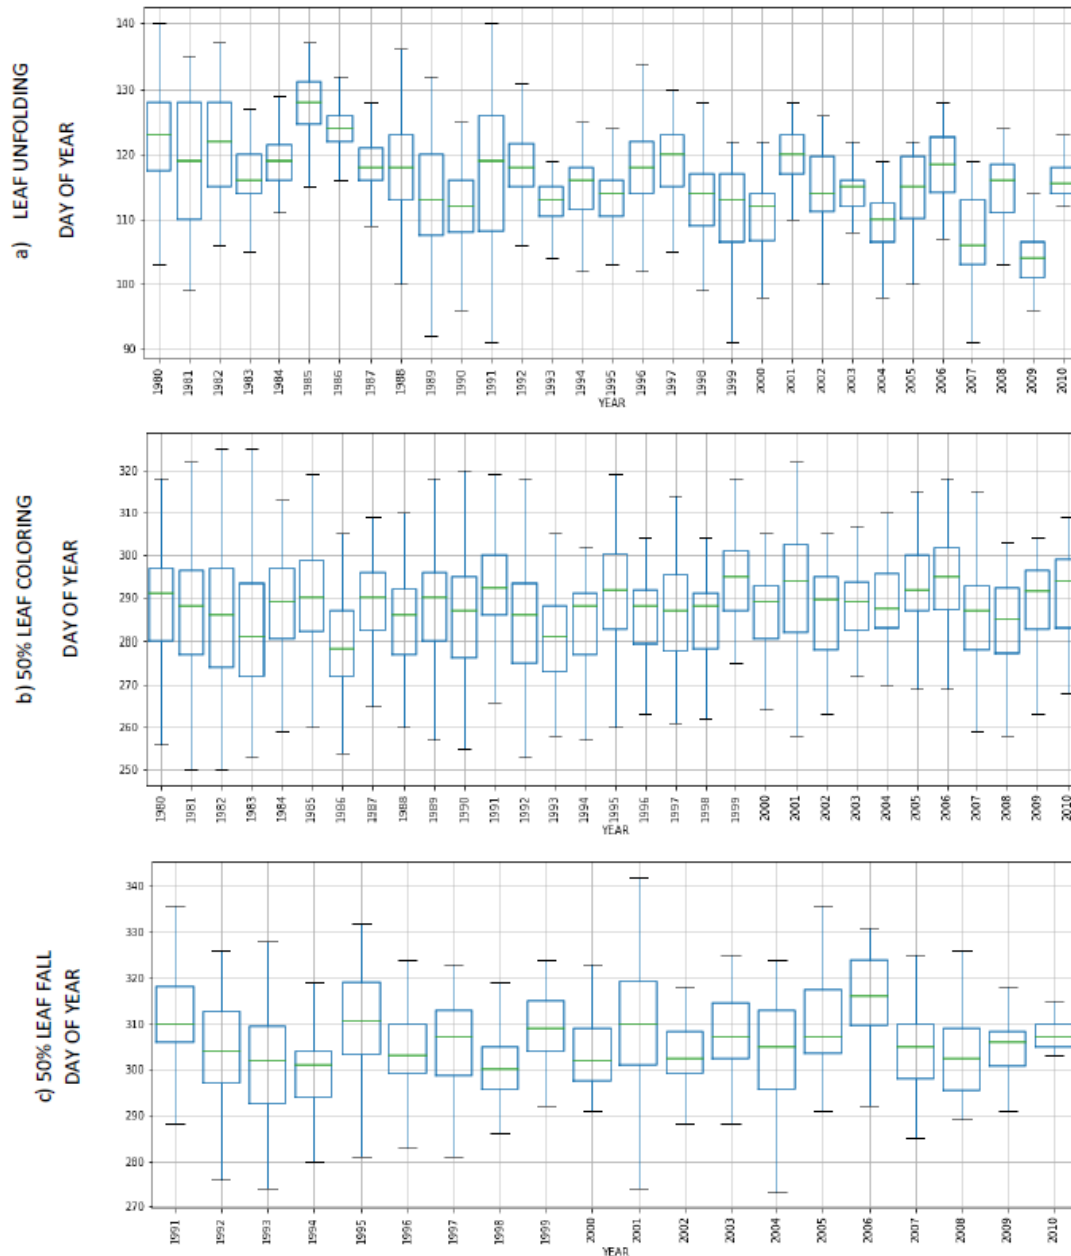 a) LEAF UNFOLDING
DAY OF YEAR
140
130
120
110
100
90
1980 1981 1982 1983 1984 1985 1986 1987 1988 1989 1990 1991 1992 1993 1994 1995 1996 1997 1998 1999 2000 2001 2002 2003 2004 2005 2006 2007 2008 2009 2010
YEAR
b) 50% LEAF COLORING
DAY OF YEAR
320
310
300
290
280
270
260
250
1980 1981 1982 1983 1984 1985 1986 1987 1988 1989 1990 1991 1992 1993 1994 1995 1996 1997 1998 1999 2000 2001 2002 2003 2004 2005 2006 2007 2008 2009 2010
YEAR
c) 50% LEAF FALL
DAY OF YEAR
340
330
320
310
300
290
280
270
1991 1992 1993 1994 1995 1996 1997 1998 1999 2000 2001 2002 2003 2004 2005 2006 2007 2008 2009 2010
YEAR